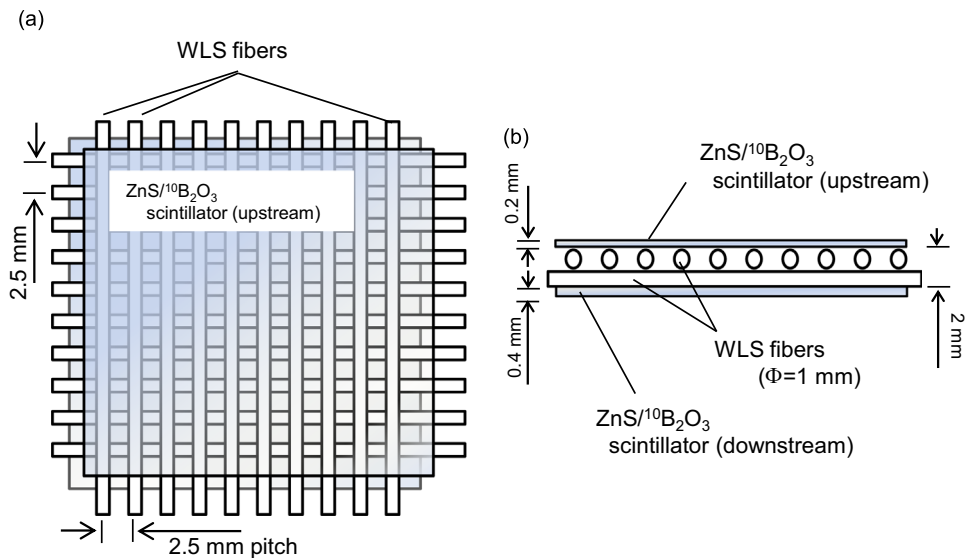 (a)
WLS fibers
ZnS/¹⁰B₂O₃
scintillator (upstream)
2.5 mm
2.5 mm pitch
(b)
ZnS/¹⁰B₂O₃
scintillator (upstream)
0.2 mm
0.4 mm
2 mm
WLS fibers
(Φ=1 mm)
ZnS/¹⁰B₂O₃
scintillator (downstream)